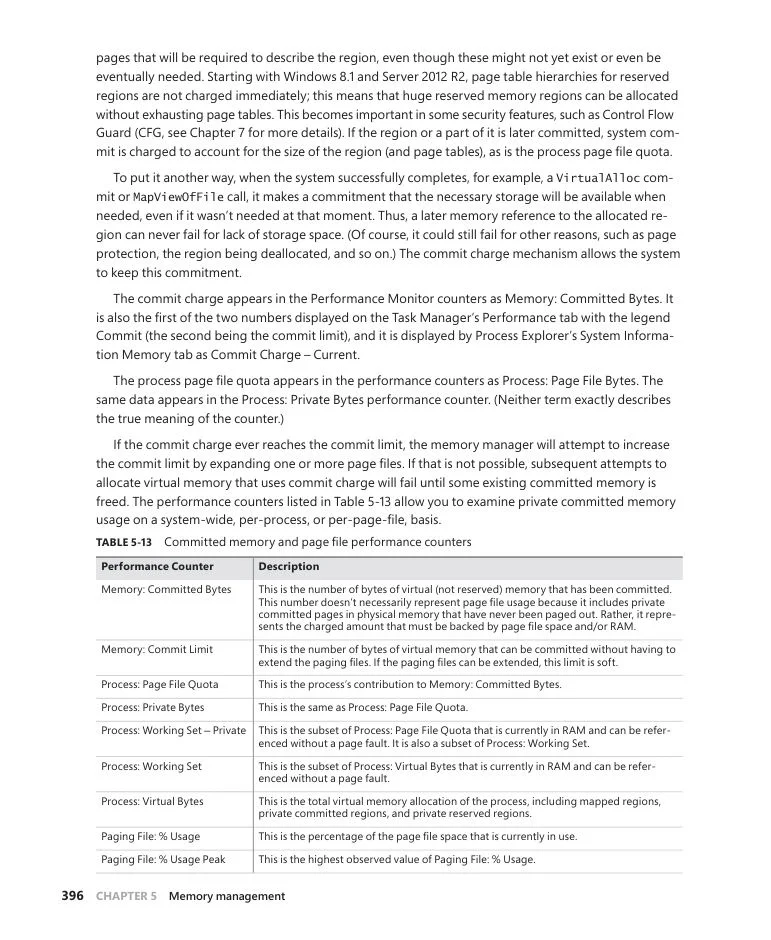 pages that will be required to describe the region, even though these might not yet exist or even be
eventually needed. Starting with Windows 8.1 and Server 2012 R2, page table hierarchies for reserved
regions are not charged immediately; this means that huge reserved memory regions can be allocated
without exhausting page tables. This becomes important in some security features, such as Control Flow
Guard (CFG, see Chapter 7 for more details). If the region or a part of it is later committed, system com-
mit is charged to account for the size of the region (and page tables), as is the process page file quota.
To put it another way, when the system successfully completes, for example, a VirtualAlloc com-
mit or MapViewOfFile call, it makes a commitment that the necessary storage will be available when
needed, even if it wasn't needed at that moment. Thus, a later memory reference to the allocated re-
gion can never fail for lack of storage space. (Of course, it could still fail for other reasons, such as page
protection, the region being deallocated, and so on.) The commit charge mechanism allows the system
to keep this commitment.
The commit charge appears in the Performance Monitor counters as Memory: Committed Bytes. It
is also the first of the two numbers displayed on the Task Manager's Performance tab with the legend
Commit (the second being the commit limit), and it is displayed by Process Explorer's System Informa-
tion Memory tab as Commit Charge – Current.
The process page file quota appears in the performance counters as Process: Page File Bytes. The
same data appears in the Process: Private Bytes performance counter. (Neither term exactly describes
the true meaning of the counter.)
If the commit charge ever reaches the commit limit, the memory manager will attempt to increase
the commit limit by expanding one or more page files. If that is not possible, subsequent attempts to
allocate virtual memory that uses commit charge will fail until some existing committed memory is
freed. The performance counters listed in Table 5-13 allow you to examine private committed memory
usage on a system-wide, per-process, or per-page-file, basis.
TABLE 5-13 Committed memory and page file performance counters
Performance Counter Description
Memory: Committed Bytes This is the number of bytes of virtual (not reserved) memory that has been committed.
This number doesn't necessarily represent page file usage because it includes private
committed pages in physical memory that have never been paged out. Rather, it repre-
sents the charged amount that must be backed by page file space and/or RAM.
Memory: Commit Limit This is the number of bytes of virtual memory that can be committed without having to
extend the paging files. If the paging files can be extended, this limit is soft.
Process: Page File Quota This is the process's contribution to Memory: Committed Bytes.
Process: Private Bytes This is the same as Process: Page File Quota.
Process: Working Set – Private This is the subset of Process: Page File Quota that is currently in RAM and can be refer-
enced without a page fault. It is also a subset of Process: Working Set.
Process: Working Set This is the subset of Process: Virtual Bytes that is currently in RAM and can be refer-
enced without a page fault.
Process: Virtual Bytes This is the total virtual memory allocation of the process, including mapped regions,
private committed regions, and private reserved regions.
Paging File: % Usage This is the percentage of the page file space that is currently in use.
Paging File: % Usage Peak This is the highest observed value of Paging File: % Usage.
396 CHAPTER 5 Memory management